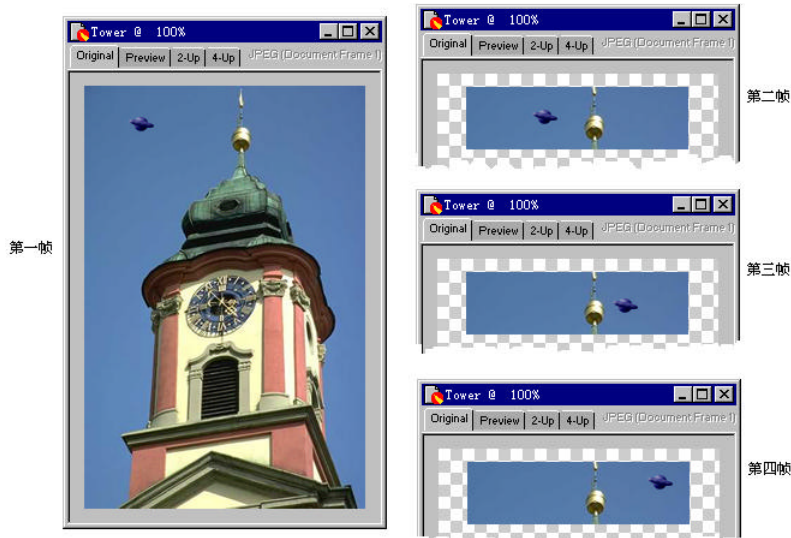 Tower @ 100%
Original Preview 2-Up 4-Up JPEG (Document Frame 1)
第一帧
Tower @ 100%
Original Preview 2-Up 4-Up JPEG (Document Frame 1)
第二帧
Tower @ 100%
Original Preview 2-Up 4-Up JPEG (Document Frame 1)
第三帧
Tower @ 100%
Original Preview 2-Up 4-Up JPEG (Document Frame 1)
第四帧